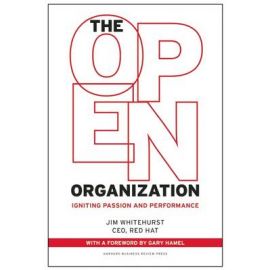 THE
OPEN
ORGANIZATION
IGNITING PASSION AND PERFORMANCE
JIM WHITEHURST
CEO, RED HAT
WITH A FOREWORD BY GARY HAMEL
HARVARD BUSINESS REVIEW PRESS